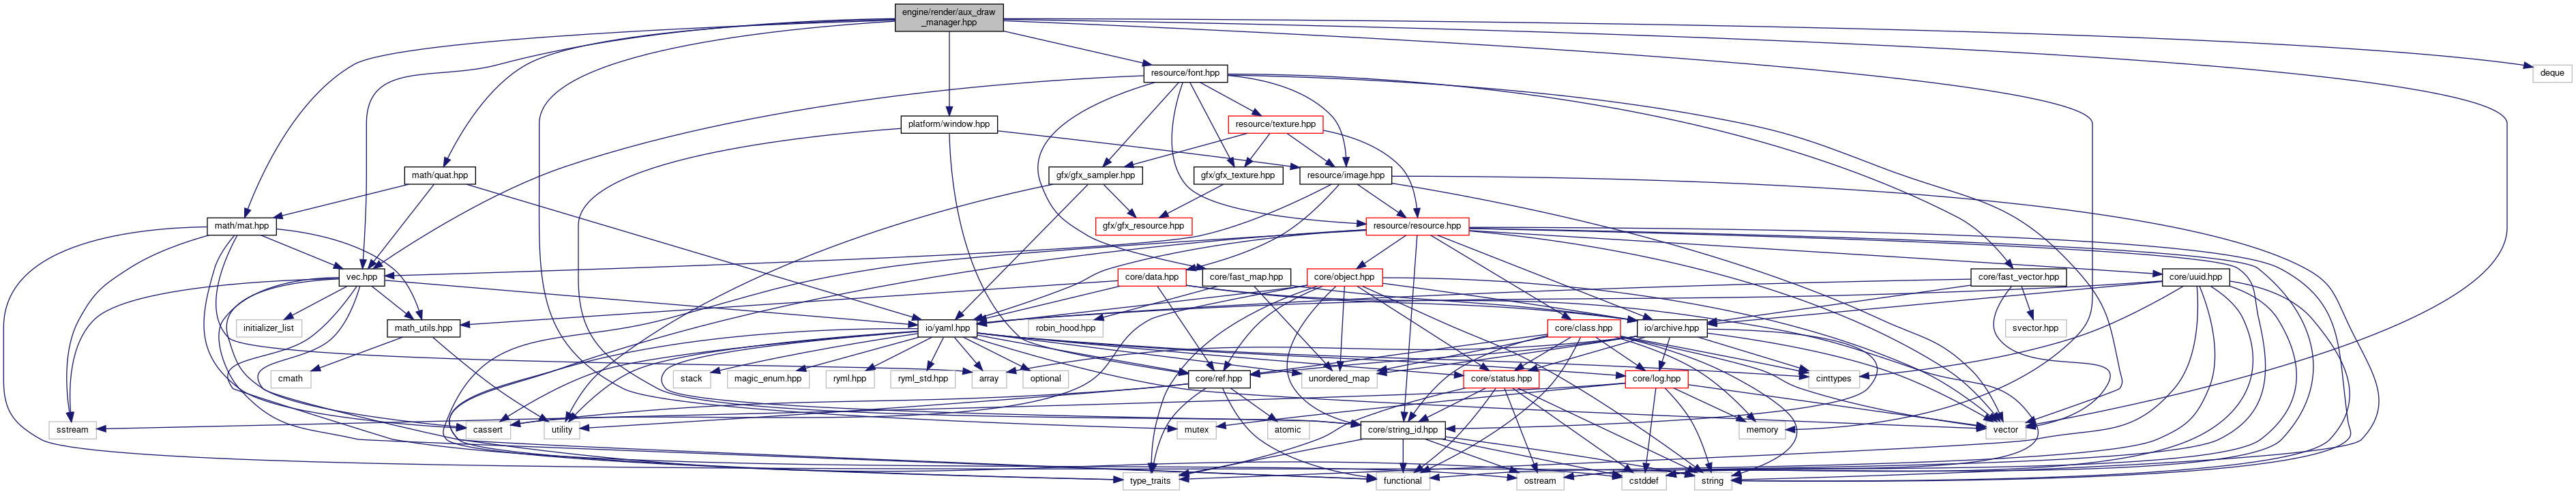 engine/render/aux_draw
_manager.hpp
deque
resource/font.hpp
platform/window.hpp
resource/texture.hpp
math/quat.hpp
gfx/gfx_sampler.hpp
gfx/gfx_texture.hpp
resource/image.hpp
math/mat.hpp
gfx/gfx_resource.hpp
resource/resource.hpp
vec.hpp
core/data.hpp
core/fast_map.hpp
core/object.hpp
core/fast_vector.hpp
core/uuid.hpp
initializer_list
math_utils.hpp
io/yaml.hpp
robin_hood.hpp
core/class.hpp
io/archive.hpp
svector.hpp
cmath
stack
magic_enum.hpp
ryml.hpp
ryml_std.hpp
array
optional
core/ref.hpp
unordered_map
core/status.hpp
core/log.hpp
cinttypes
sstream
cassert
utility
mutex
atomic
core/string_id.hpp
memory
vector
type_traits
functional
ostream
cstddef
string